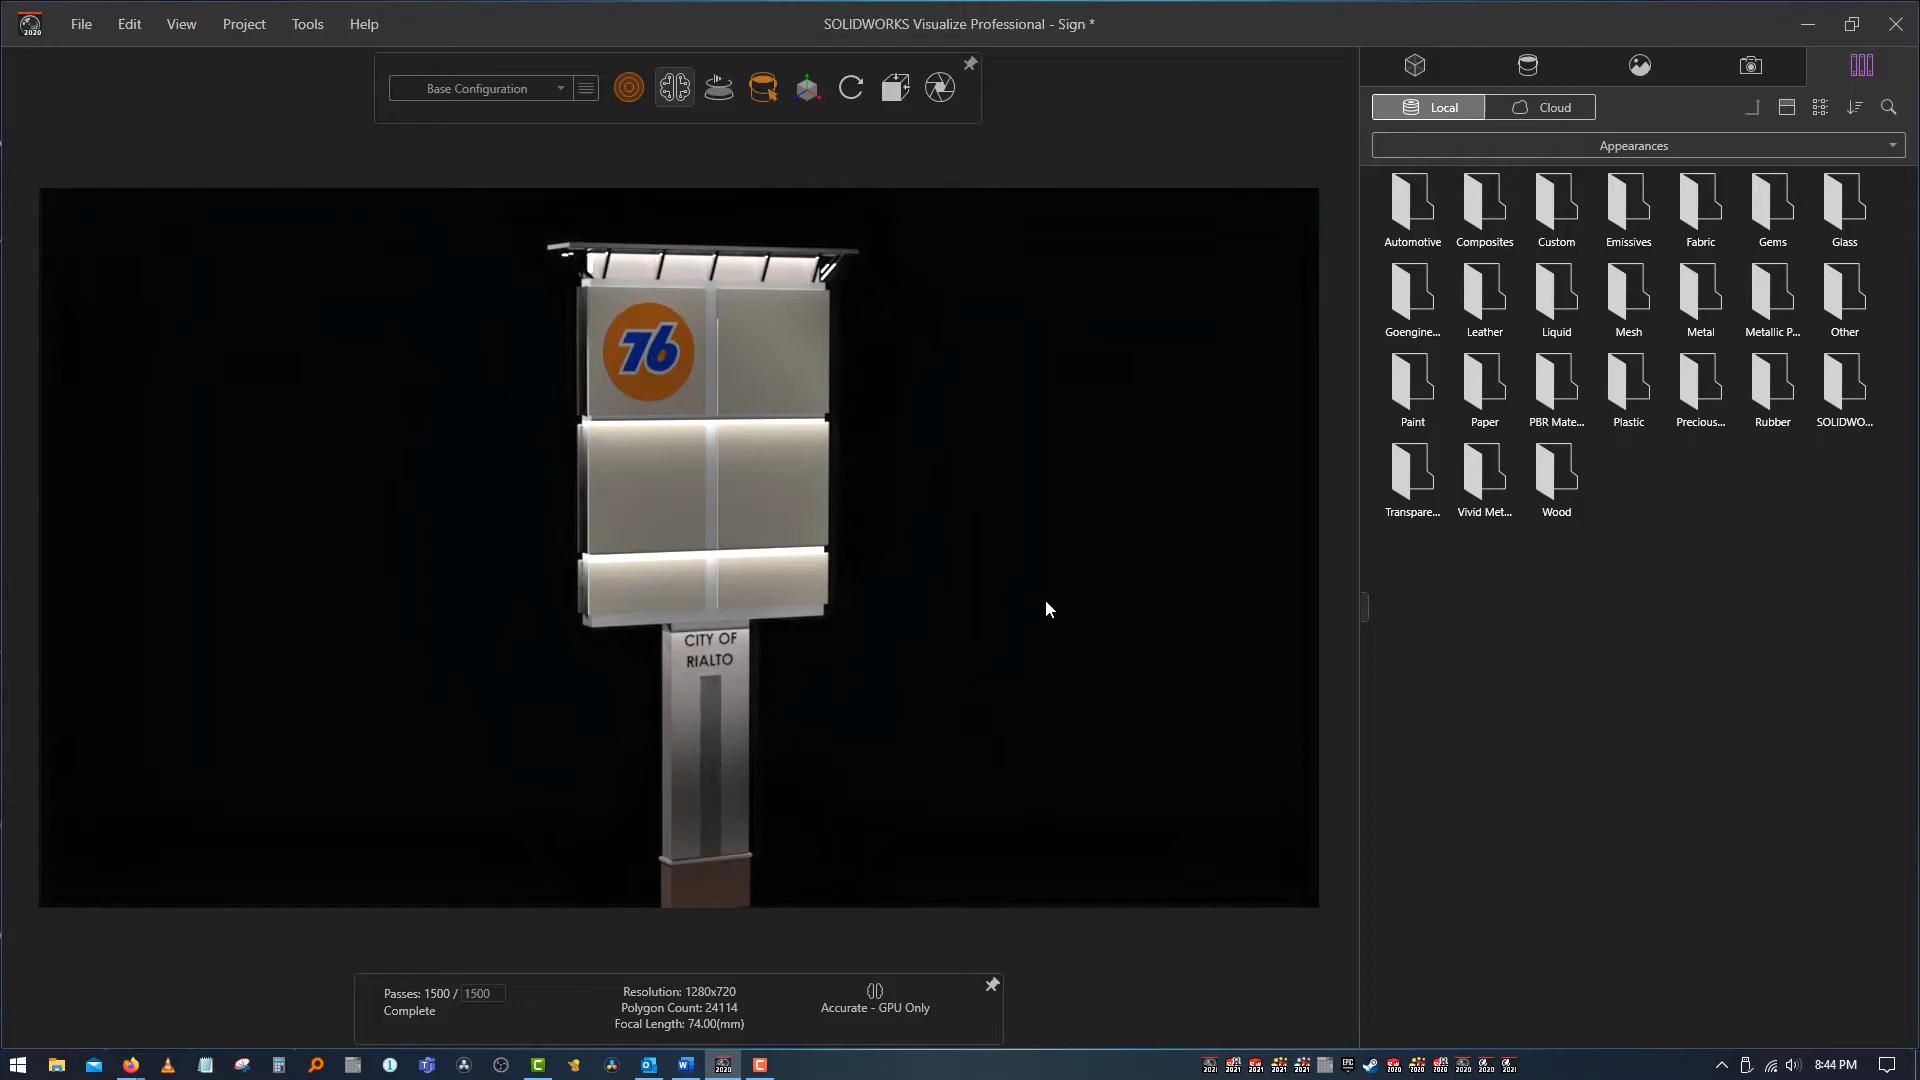 File Edit View Project Tools Help
SOLIDWORKS Visualize Professional - Sign *
Base Configuration
Local Cloud
Appearances
Automotive Composites Custom Emissives Fabric Gems Glass
Goengine... Leather Liquid Mesh Metal Metallic P... Other
Paint Paper PBR Mate... Plastic Precious... Rubber SOLIDWO...
Transpare... Vivid Met... Wood
76
CITY OF
RIALTO
Passes: 1500 / 1500
Complete
Resolution: 1280x720
Polygon Count: 24114
Focal Length: 74.00(mm)
Accurate - GPU Only
8:44 PM